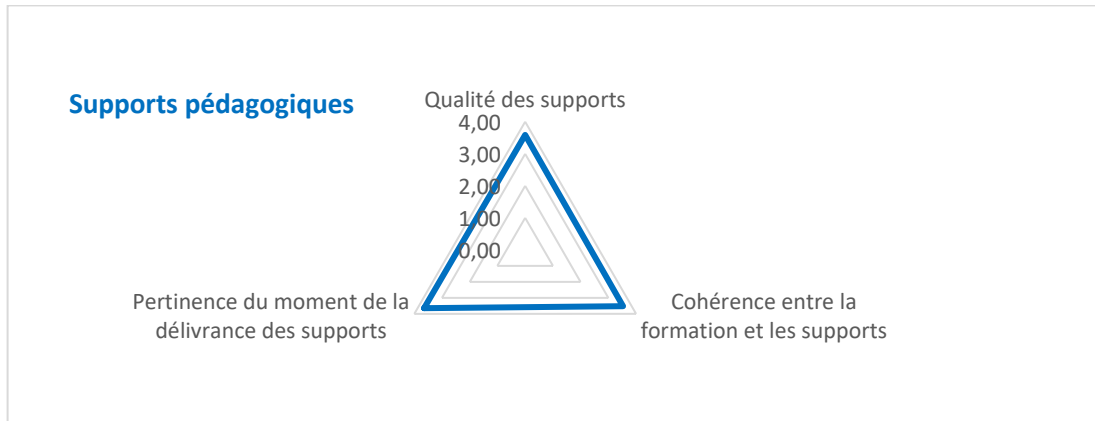 Supports pédagogiques
Qualité des supports
4,00
3,00
2,00
1,00
0,00
Pertinence du moment de la
délivrance des supports
Cohérence entre la
formation et les supports